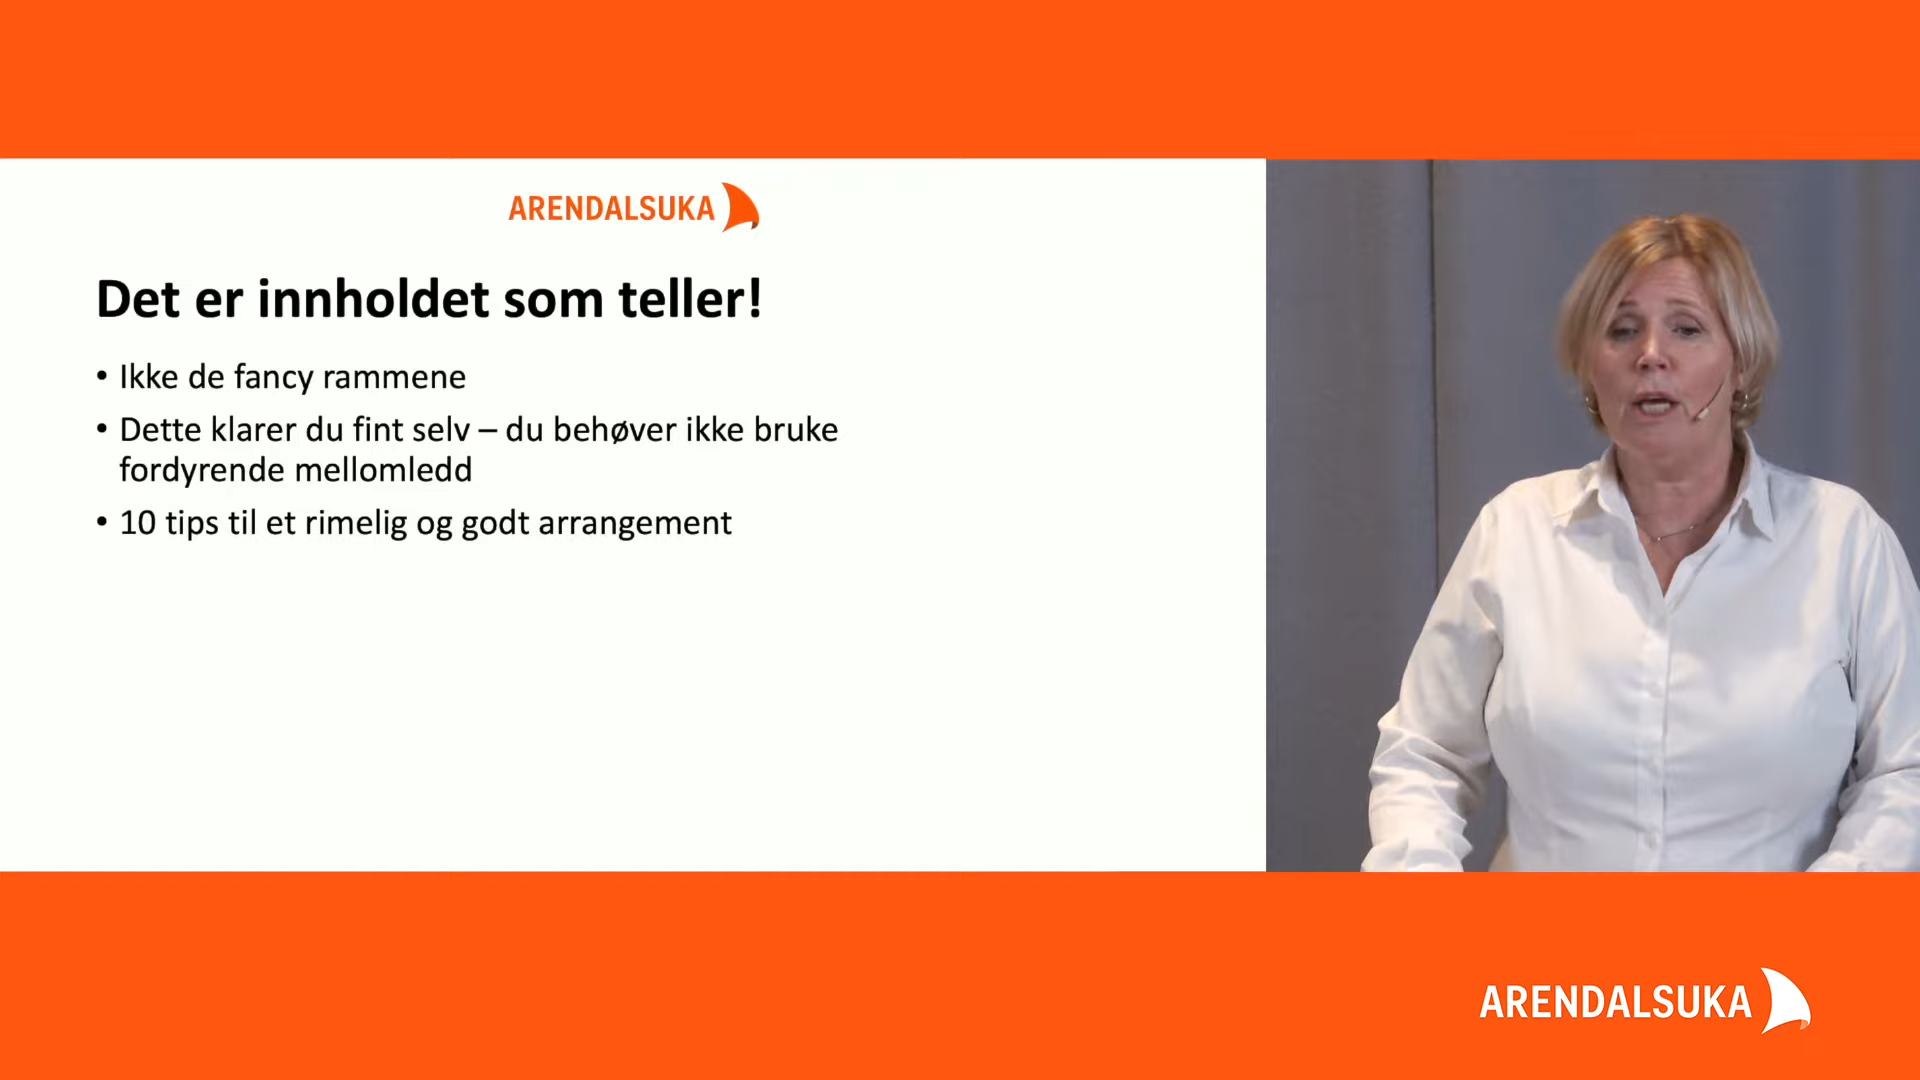 ARENDALSUKA
Det er innholdet som teller!
• Ikke de fancy rammene
• Dette klarer du fint selv – du behøver ikke bruke
fordyrende mellomledd
• 10 tips til et rimelig og godt arrangement
ARENDALSUKA